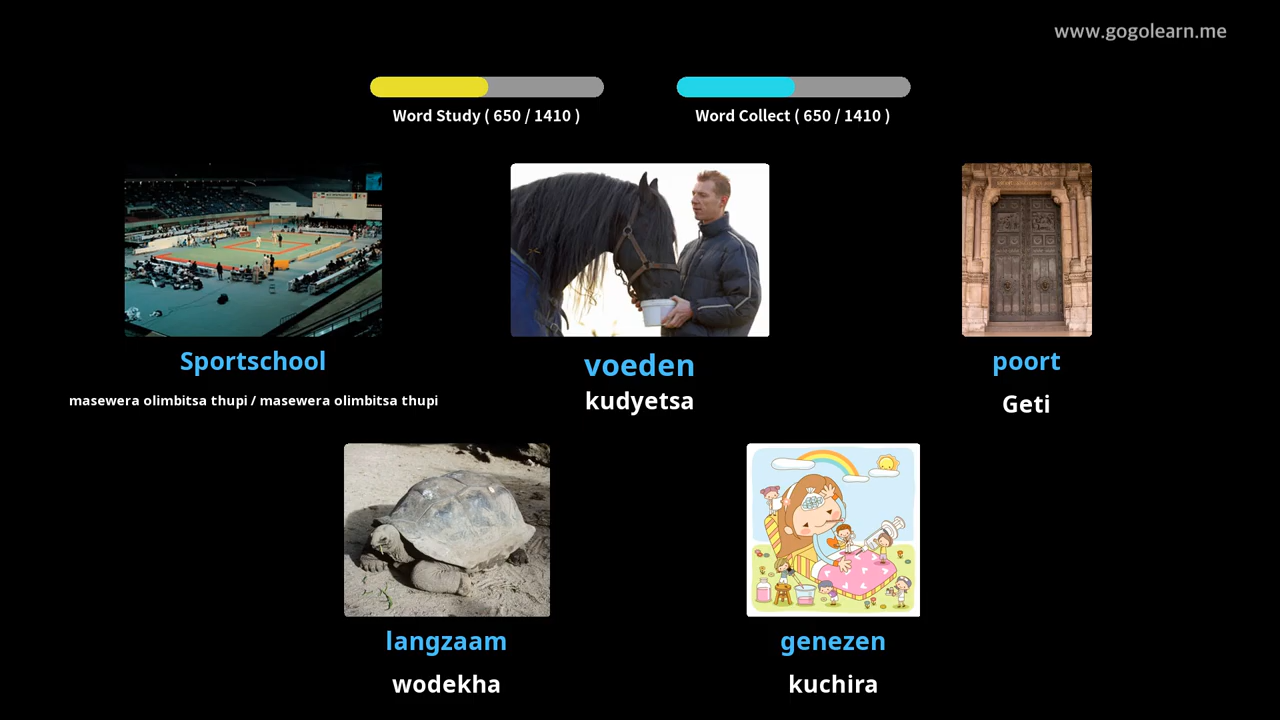 www.gogolearn.me
Word Study ( 650 / 1410 )
Word Collect ( 650 / 1410 )
Sportschool
masewera olimbitsa thupi / masewera olimbitsa thupi
voeden
kudyetsa
poort
Geti
langzaam
wodekha
genezen
kuchira